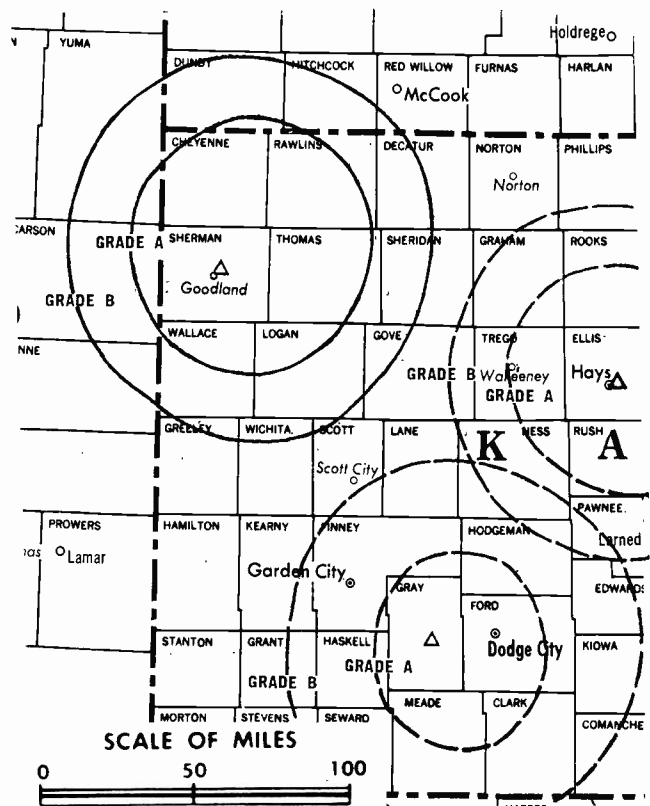 Holdrege
YUMA
DUNDY HITCHCOCK RED WILLOW FURNAS HARLAN
McCook
CHEYENNE RAWLINS DECATUR NORTON PHILLIPS
Norton
CARSON GRADE A SHERMAN THOMAS SHERIDAN GRAHAM ROOKS
Goodland
GRADE B
WALLACE LOGAN GOVE TREGO ELLIS
NNE GRADE B Wakeeney Hays
GRADE A
GREELEY WICHITA SCOTT LANE K NESS RUSH A
Scott City
PAWNEE
PROWERS HAMILTON KEARNY FINNEY HODGEMAN Larned
Lamar
Garden City GRAY EDWARDS
FORD
STANTON GRANT HASKELL Dodge City KIOWA
GRADE A
GRADE B
MEADE CLARK
MORTON STEVENS SEWARD COMANCHE
SCALE OF MILES
0 50 100